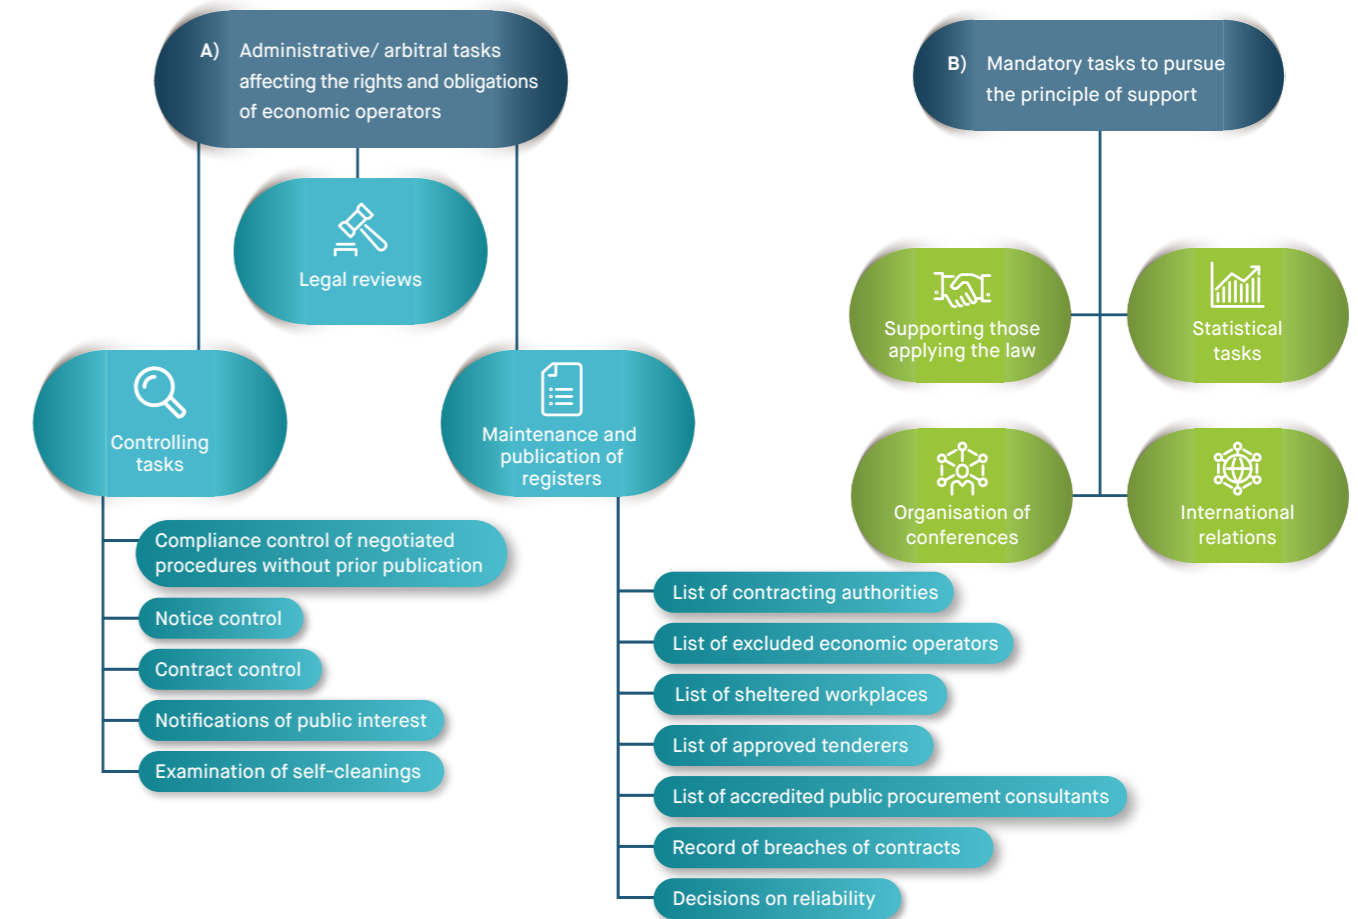 A) Administrative/ arbitral tasks
affecting the rights and obligations
of economic operators
B) Mandatory tasks to pursue
the principle of support
Legal reviews
Controlling
tasks
Maintenance and
publication of
registers
Compliance control of negotiated
procedures without prior publication
Notice control
Contract control
Notifications of public interest
Examination of self-cleanings
List of contracting authorities
List of excluded economic operators
List of sheltered workplaces
List of approved tenderers
List of accredited public procurement consultants
Record of breaches of contracts
Decisions on reliability
Supporting those
applying the law
Statistical
tasks
Organisation of
conferences
International
relations